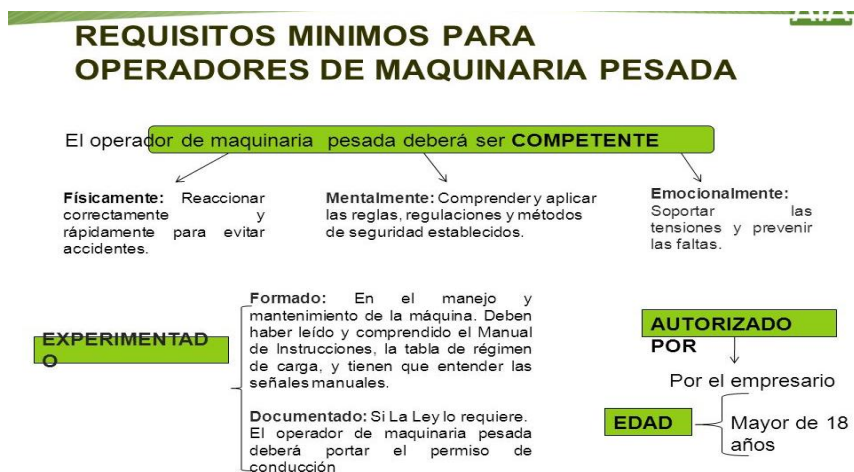 REQUISITOS MINIMOS PARA
OPERADORES DE MAQUINARIA PESADA
El operador de maquinaria pesada deberá ser COMPETENTE
Físicamente: Reaccionar
correctamente y
rápidamente para evitar
accidentes.
Mentalmente: Comprender y aplicar
las reglas, regulaciones y métodos
de seguridad establecidos.
Emocionalmente:
Soportar las
tensiones y prevenir
las faltas.
EXPERIMENTAD
O
Formado: En el manejo y
mantenimiento de la máquina. Deben
haber leído y comprendido el Manual
de Instrucciones, la tabla de régimen
de carga, y tienen que entender las
señales manuales.
Documentado: Si La Ley lo requiere.
El operador de maquinaria pesada
deberá portar el permiso de
conducción
AUTORIZADO
POR
Por el empresario
EDAD
Mayor de 18
años